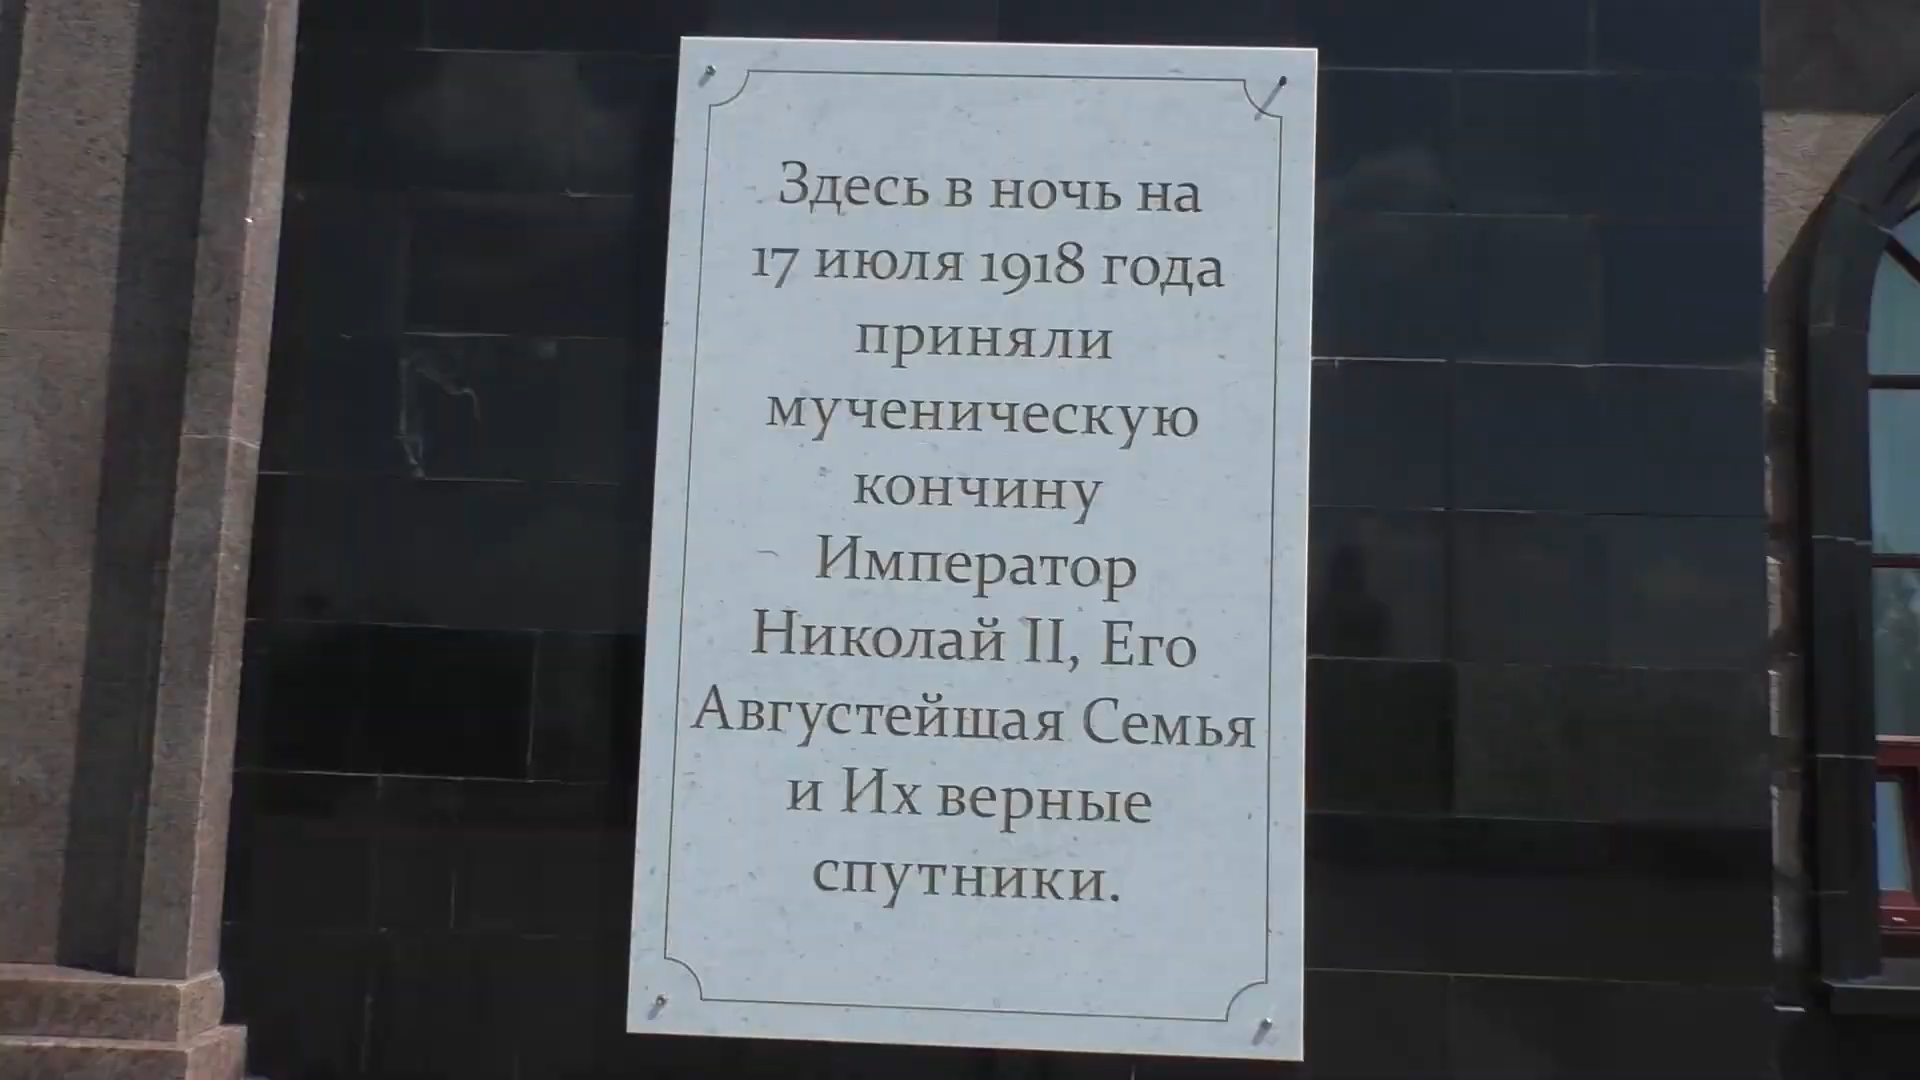 Здесь в ночь на
17 июля 1918 года
приняли
мученическую
кончину
Император
Николай II, Его
Августейшая Семья
и Их верные
спутники.